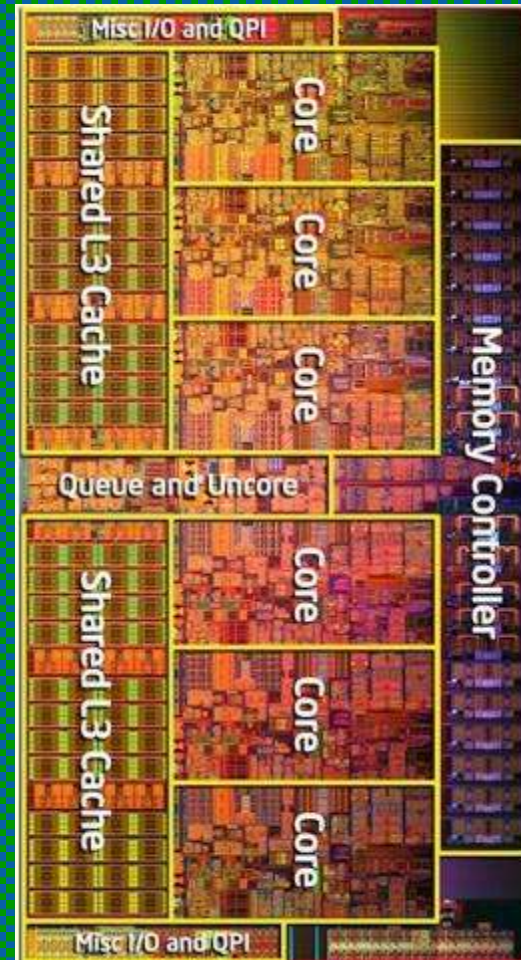 Misc I/O and QPI
Shared L3 Cache
Core
Core
Core
Memory Controller
Queue and Uncore
Shared L3 Cache
Core
Core
Core
Misc I/O and QPI